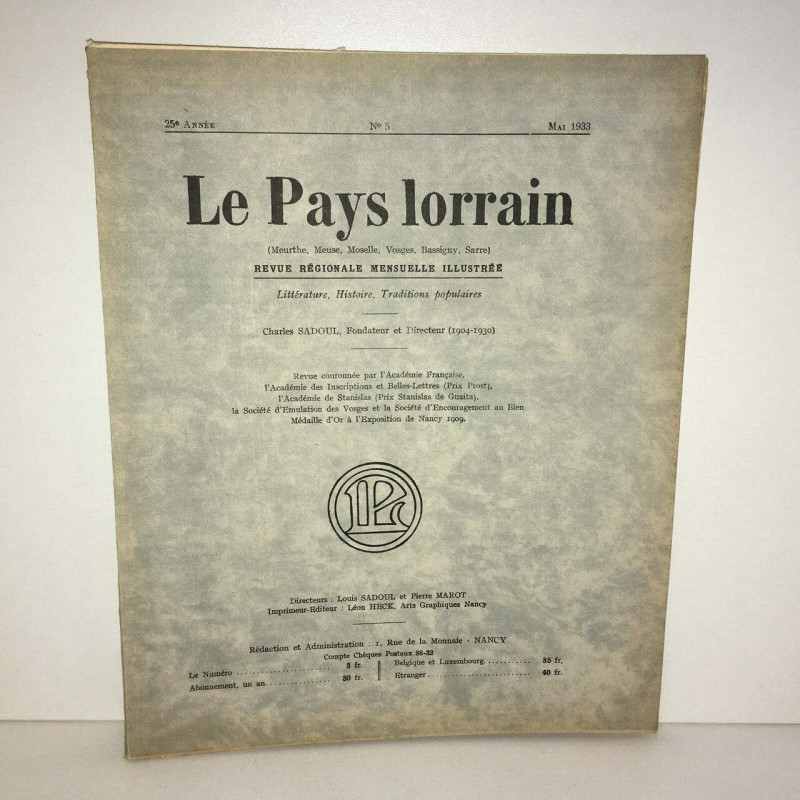 25e ANNÉE No 5 MAI 1933
Le Pays lorrain
(Meurthe, Meuse, Moselle, Vosges, Bassigny, Sarre)
REVUE RÉGIONALE MENSUELLE ILLUSTRÉE
Littérature, Histoire, Traditions populaires
Charles SADOUL, Fondateur et Directeur (1904-1930)
Revue couronnée par l'Académie Française,
l'Académie des Inscriptions et Belles-Lettres (Prix Prost),
l'Académie de Stanislas (Prix Stanislas de Guaita),
la Société d'Emulation des Vosges et la Société d'Encouragement au Bien
Médaille d'Or à l'Exposition de Nancy 1909.
LPL
Directeurs : Louis SADOUL et Pierre MAROT
Imprimeur-Editeur : Léon HECK, Arts Graphiques Nancy
Rédaction et Administration : 1, Rue de la Monnaie - NANCY
Compte Chèques Postaux 88-32
Le Numéro ........................ 3 fr.
Abonnement, un an................ 30 fr.
Belgique et Luxembourg........... 35 fr.
Etranger........................ 40 fr.